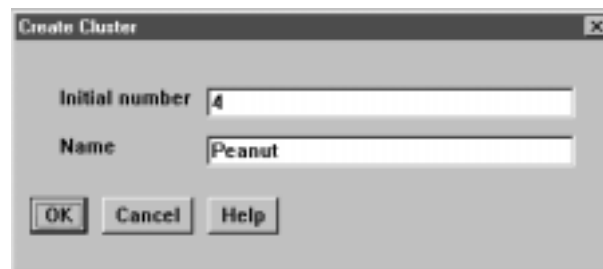 Create Cluster
Initial number 4
Name Peanut
OK Cancel Help